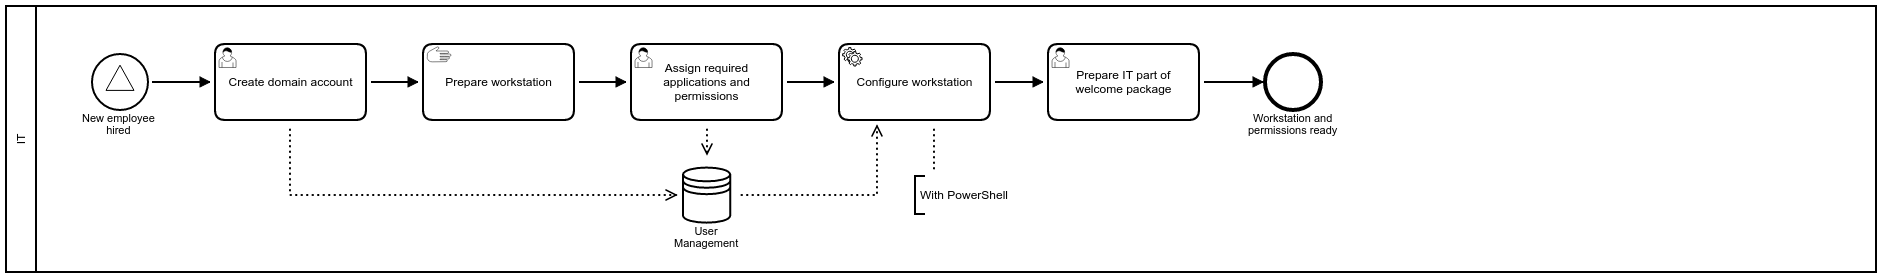 IT
New employee
hired
Create domain account
Prepare workstation
Assign required
applications and
permissions
Configure workstation
Prepare IT part of
welcome package
Workstation and
permissions ready
User
Management
With PowerShell